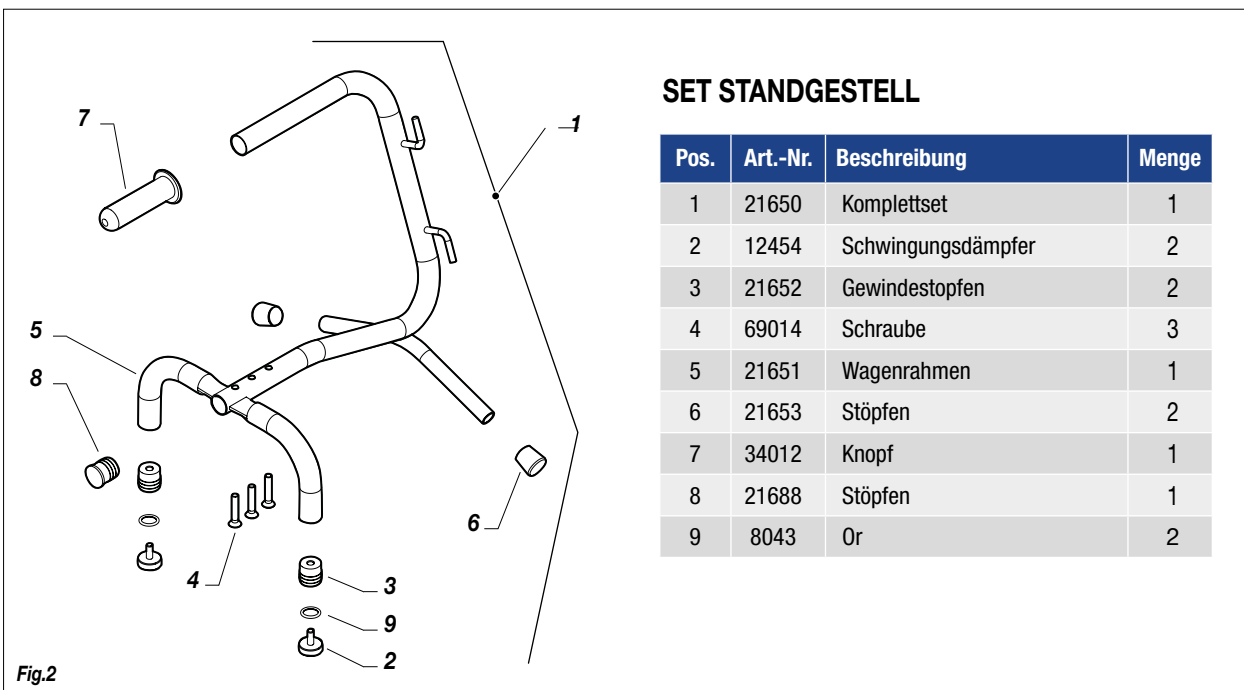 7
1
5
8
6
4
3
9
2
Fig.2
SET STANDGESTELL
Pos. Art.-Nr. Beschreibung Menge
1 21650 Komplettset 1
2 12454 Schwingungsdämpfer 2
3 21652 Gewindestopfen 2
4 69014 Schraube 3
5 21651 Wagenrahmen 1
6 21653 Stöpfen 2
7 34012 Knopf 1
8 21688 Stöpfen 1
9 8043 Or 2